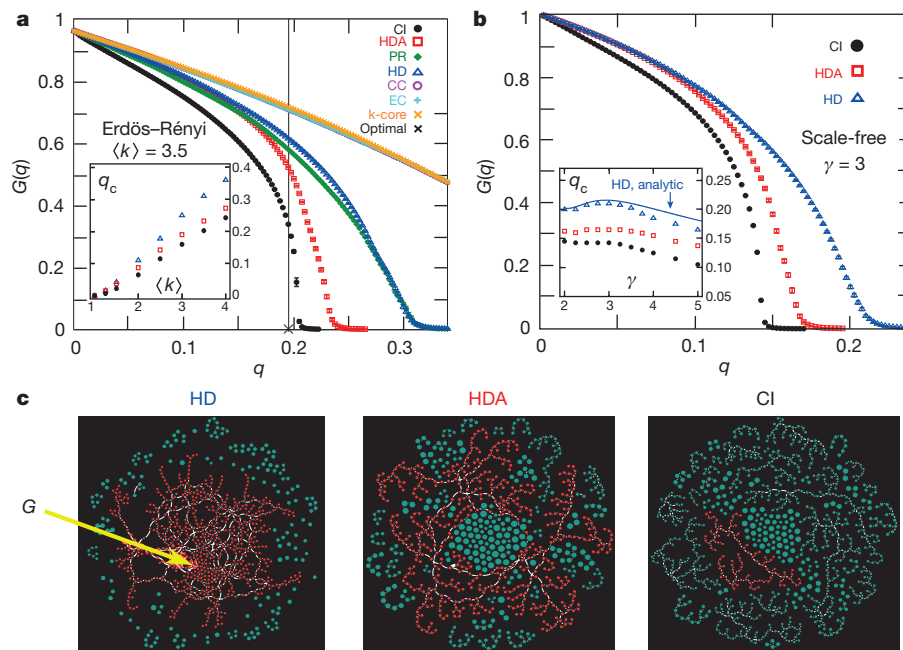 a
CI
HDA
PR
HD
CC
EC
k-core
Optimal
Erdös–Rényi
⟨k⟩ = 3.5
G(q)
1
0.8
0.6
0.4
0.2
0
0
0.1
0.2
0.3
q
qc
0.4
0.3
0.2
0.1
0
1
2
3
4
⟨k⟩
b
CI
HDA
HD
Scale-free
γ = 3
G(q)
1.0
0.8
0.6
0.4
0.2
0
0
0.1
0.2
q
qc
HD, analytic
0.25
0.20
0.15
0.10
0.05
2
3
4
5
γ
c
HD
HDA
CI
G